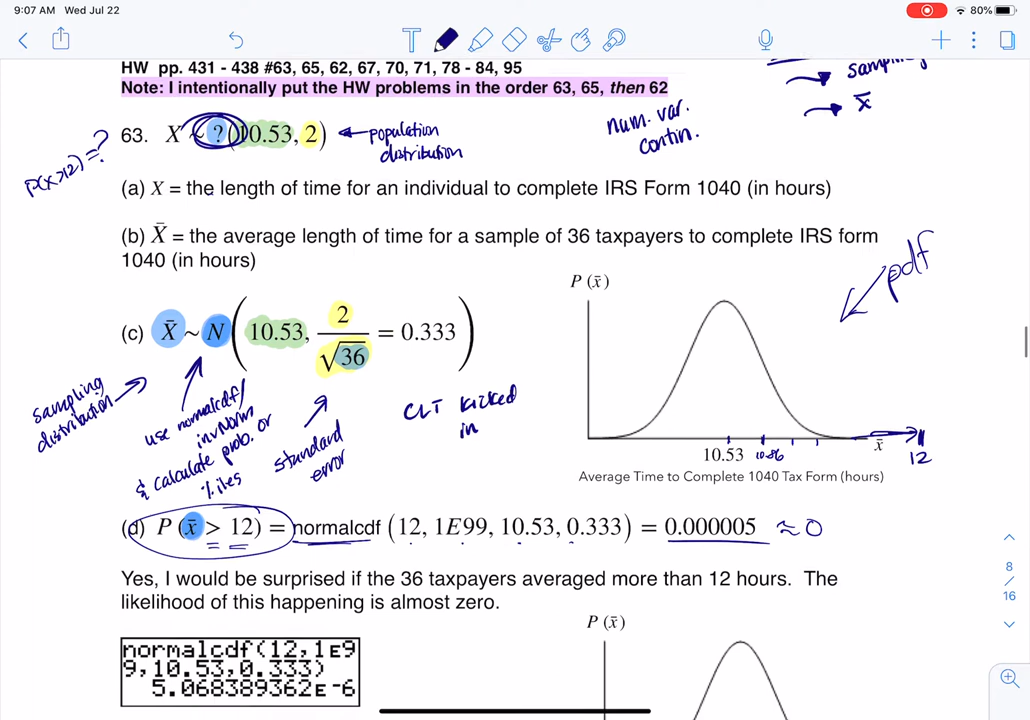 9:07 AM Wed Jul 22
80%
HW pp. 431 - 438 #63, 65, 62, 67, 70, 71, 78 - 84, 95
Note: I intentionally put the HW problems in the order 63, 65, then 62
sampling
x̄
num. var.
contin.
63. X ~ ? (10.53, 2)
population
distribution
P(x>12)=?
(a) X = the length of time for an individual to complete IRS Form 1040 (in hours)
(b) X̄ = the average length of time for a sample of 36 taxpayers to complete IRS form
1040 (in hours)
pdf
P (x̄)
(c) X̄ ~ N (10.53, 2/√36 = 0.333)
sampling
distribution
use normalcdf/
invNorm
& calculate prob. or
%iles
standard
error
CLT kicked
in
10.53 10.86 x̄ 12
Average Time to Complete 1040 Tax Form (hours)
(d) P (x̄ > 12) = normalcdf (12, 1E99, 10.53, 0.333) = 0.000005 ≈0
Yes, I would be surprised if the 36 taxpayers averaged more than 12 hours. The
likelihood of this happening is almost zero.
P (x̄)
normalcdf(12,1E9
9,10.53,0.333)
5.068389362E-6
8
/
16